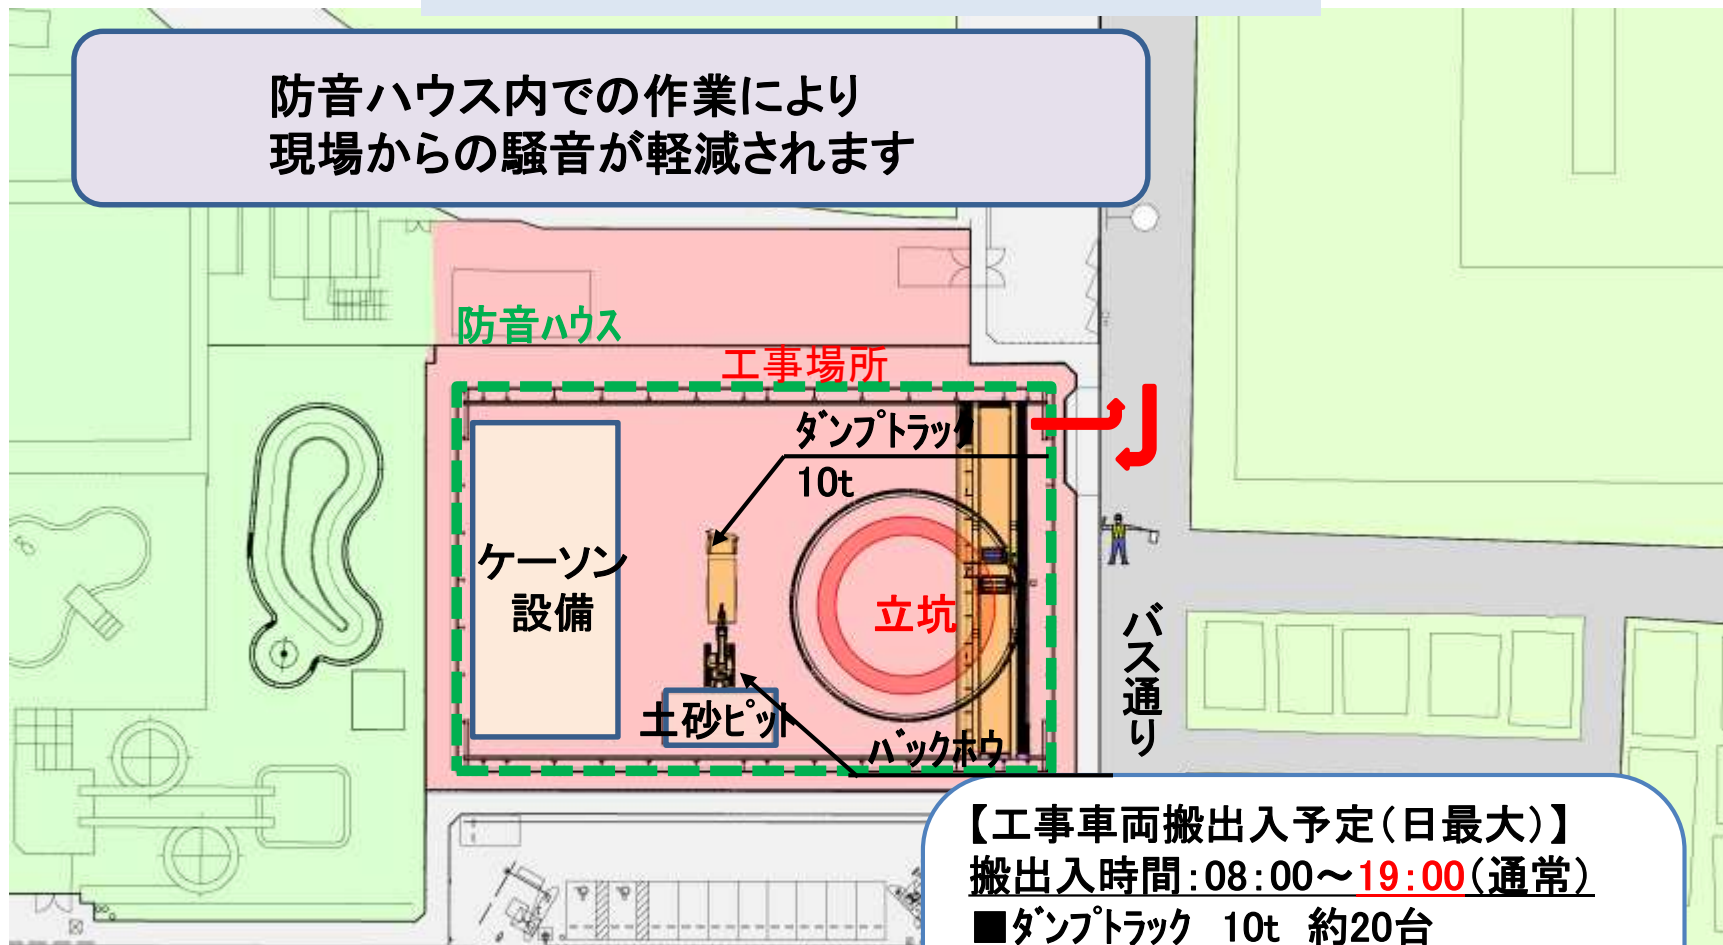 防音ハウス内での作業により
現場からの騒音が軽減されます
防音ﾊｳｽ
工事場所
ﾀﾞﾝﾌﾟﾄﾗｯｸ
10t
ケーソン
設備
立坑
土砂ﾋﾟｯﾄ
ﾊﾞｯｸﾎｳ
バス通り
【工事車両搬出入予定(日最大)】
搬出入時間:08:00～19:00(通常)
■ﾀﾞﾝﾌﾟﾄﾗｯｸ 10t 約20台